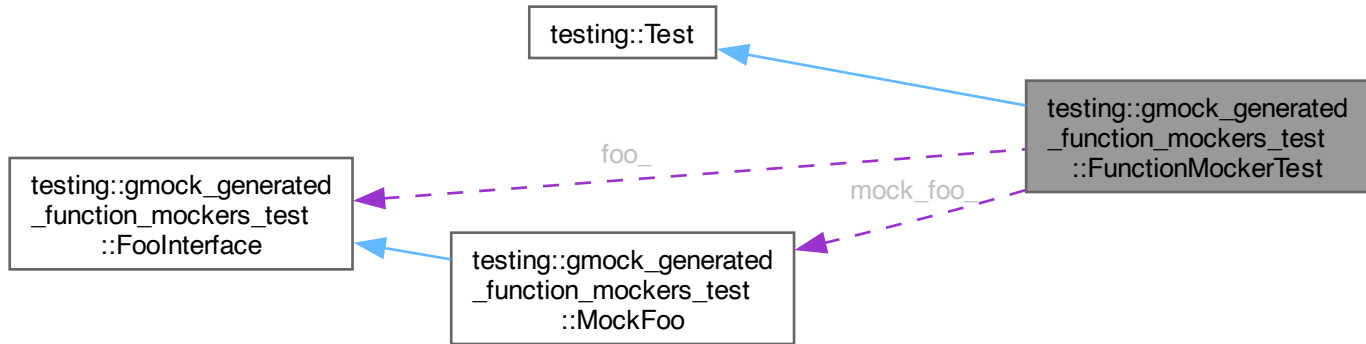 testing::Test
testing::gmock_generated
_function_mockers_test
::FunctionMockerTest
foo_
mock_foo_
testing::gmock_generated
_function_mockers_test
::FooInterface
testing::gmock_generated
_function_mockers_test
::MockFoo